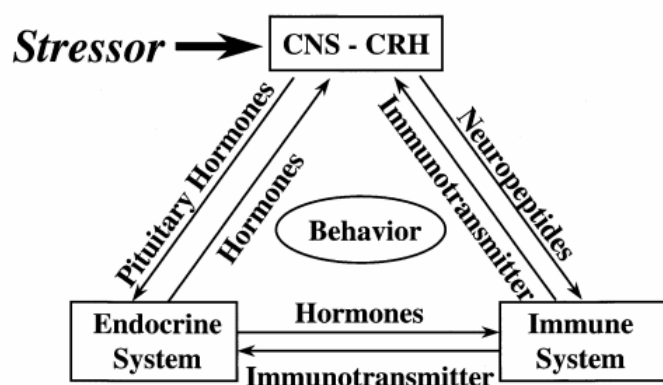 Stressor
CNS - CRH
Pituitary Hormones
Hormones
Immunotransmitter
Neuropeptides
Behavior
Endocrine
System
Hormones
Immunotransmitter
Immune
System